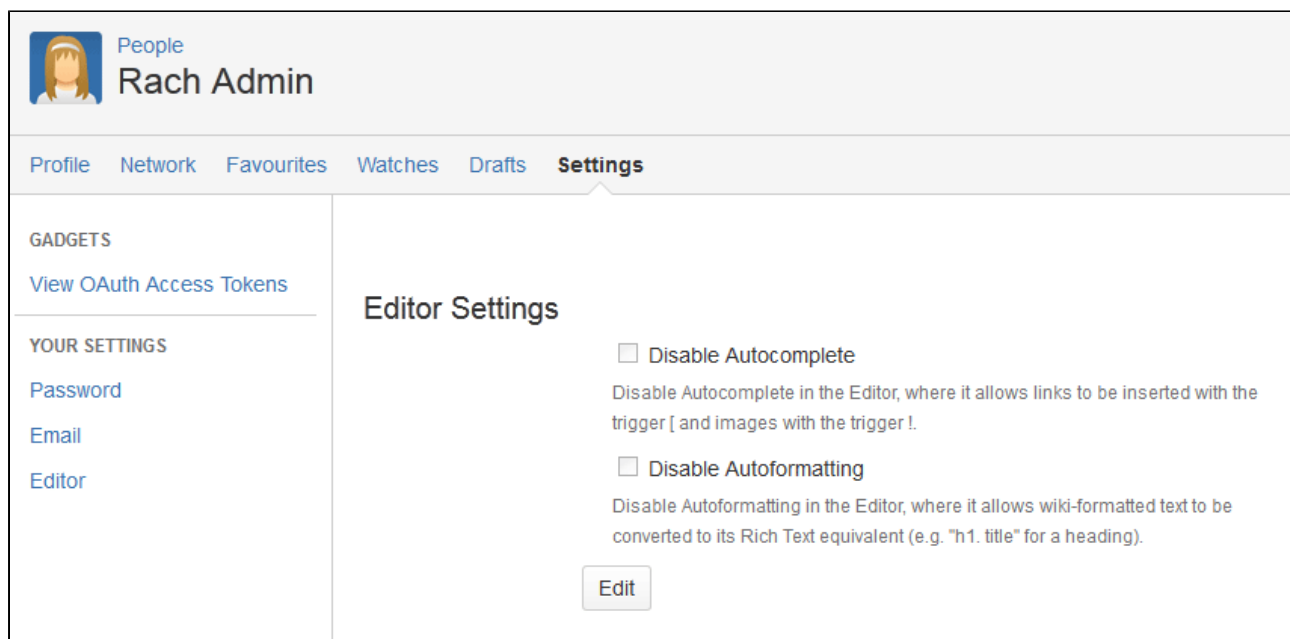 People
Rach Admin
Profile Network Favourites Watches Drafts Settings
GADGETS
View OAuth Access Tokens
YOUR SETTINGS
Password
Email
Editor
Editor Settings
Disable Autocomplete
Disable Autocomplete in the Editor, where it allows links to be inserted with the
trigger [ and images with the trigger !.
Disable Autoformatting
Disable Autoformatting in the Editor, where it allows wiki-formatted text to be
converted to its Rich Text equivalent (e.g. "h1. title" for a heading).
Edit